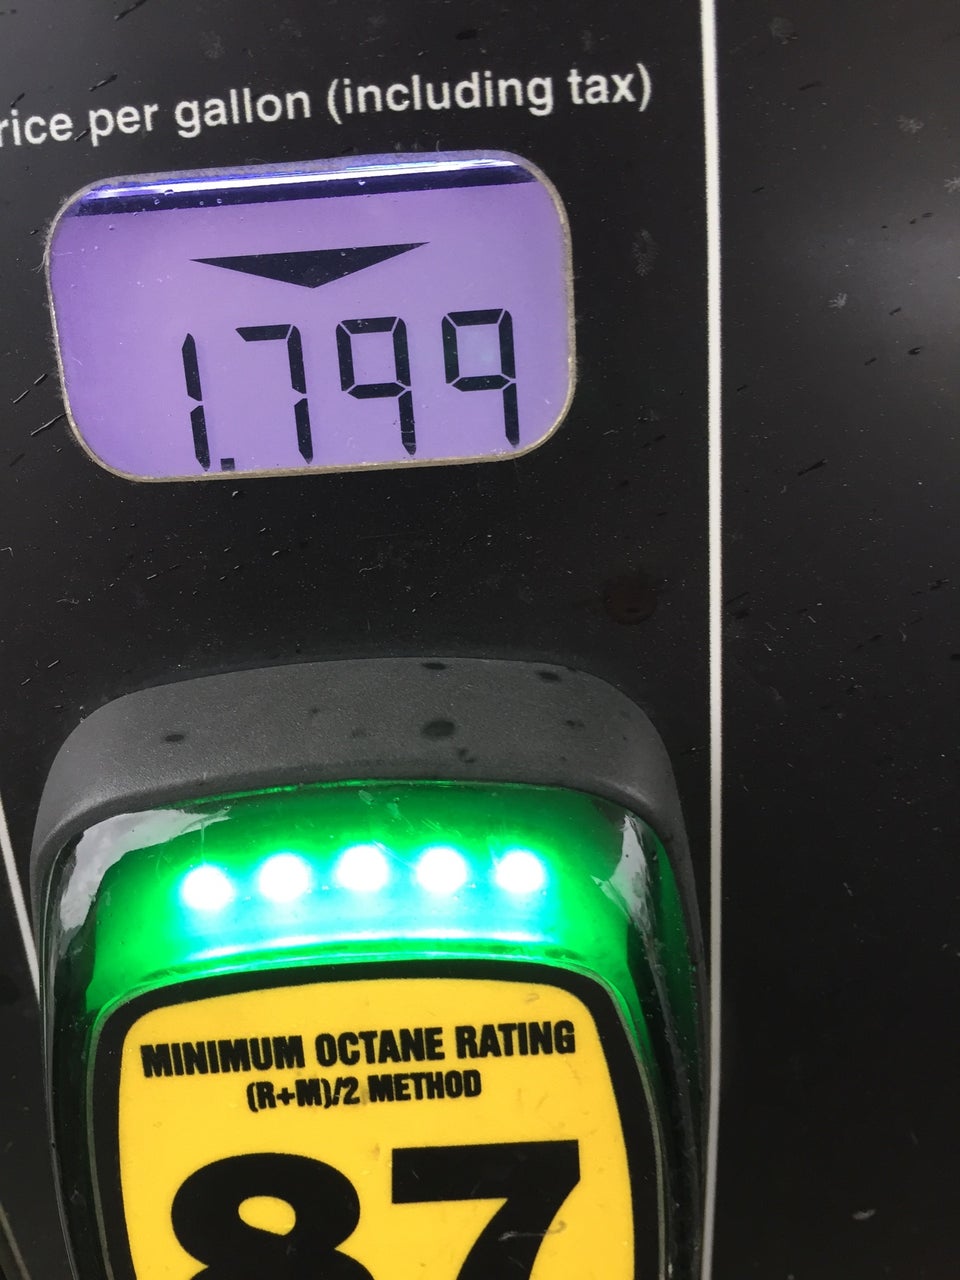 rice per gallon (including tax)
1.799
MINIMUM OCTANE RATING
(R+M)/2 METHOD
87